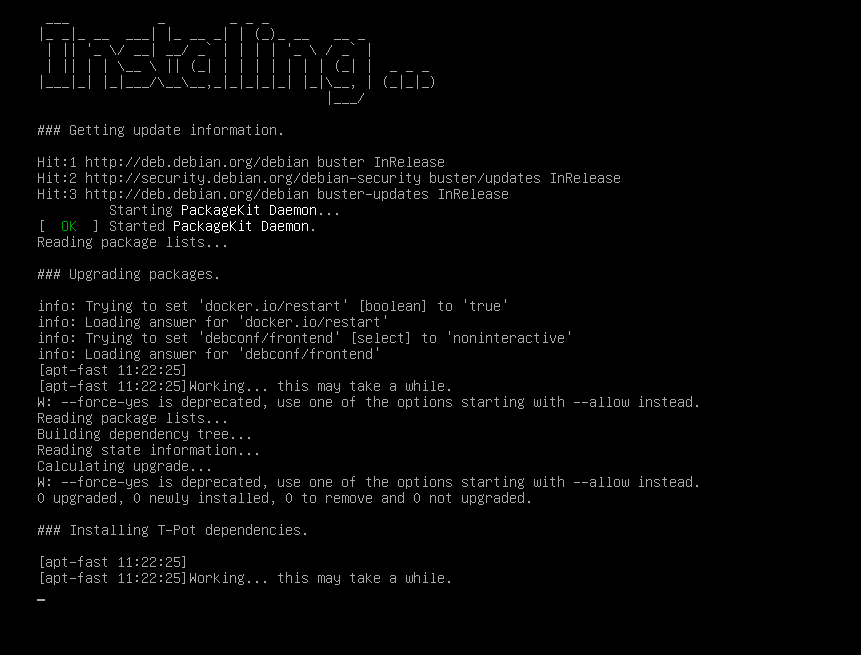 Installing...
### Getting update information.
Hit:1 http://deb.debian.org/debian buster InRelease
Hit:2 http://security.debian.org/debian-security buster/updates InRelease
Hit:3 http://deb.debian.org/debian buster-updates InRelease
Starting PackageKit Daemon...
[  OK  ] Started PackageKit Daemon.
Reading package lists...
### Upgrading packages.
info: Trying to set 'docker.io/restart' [boolean] to 'true'
info: Loading answer for 'docker.io/restart'
info: Trying to set 'debconf/frontend' [select] to 'noninteractive'
info: Loading answer for 'debconf/frontend'
[apt-fast 11:22:25]
[apt-fast 11:22:25]Working... this may take a while.
W: --force-yes is deprecated, use one of the options starting with --allow instead.
Reading package lists...
Building dependency tree...
Reading state information...
Calculating upgrade...
W: --force-yes is deprecated, use one of the options starting with --allow instead.
0 upgraded, 0 newly installed, 0 to remove and 0 not upgraded.
### Installing T-Pot dependencies.
[apt-fast 11:22:25]
[apt-fast 11:22:25]Working... this may take a while.